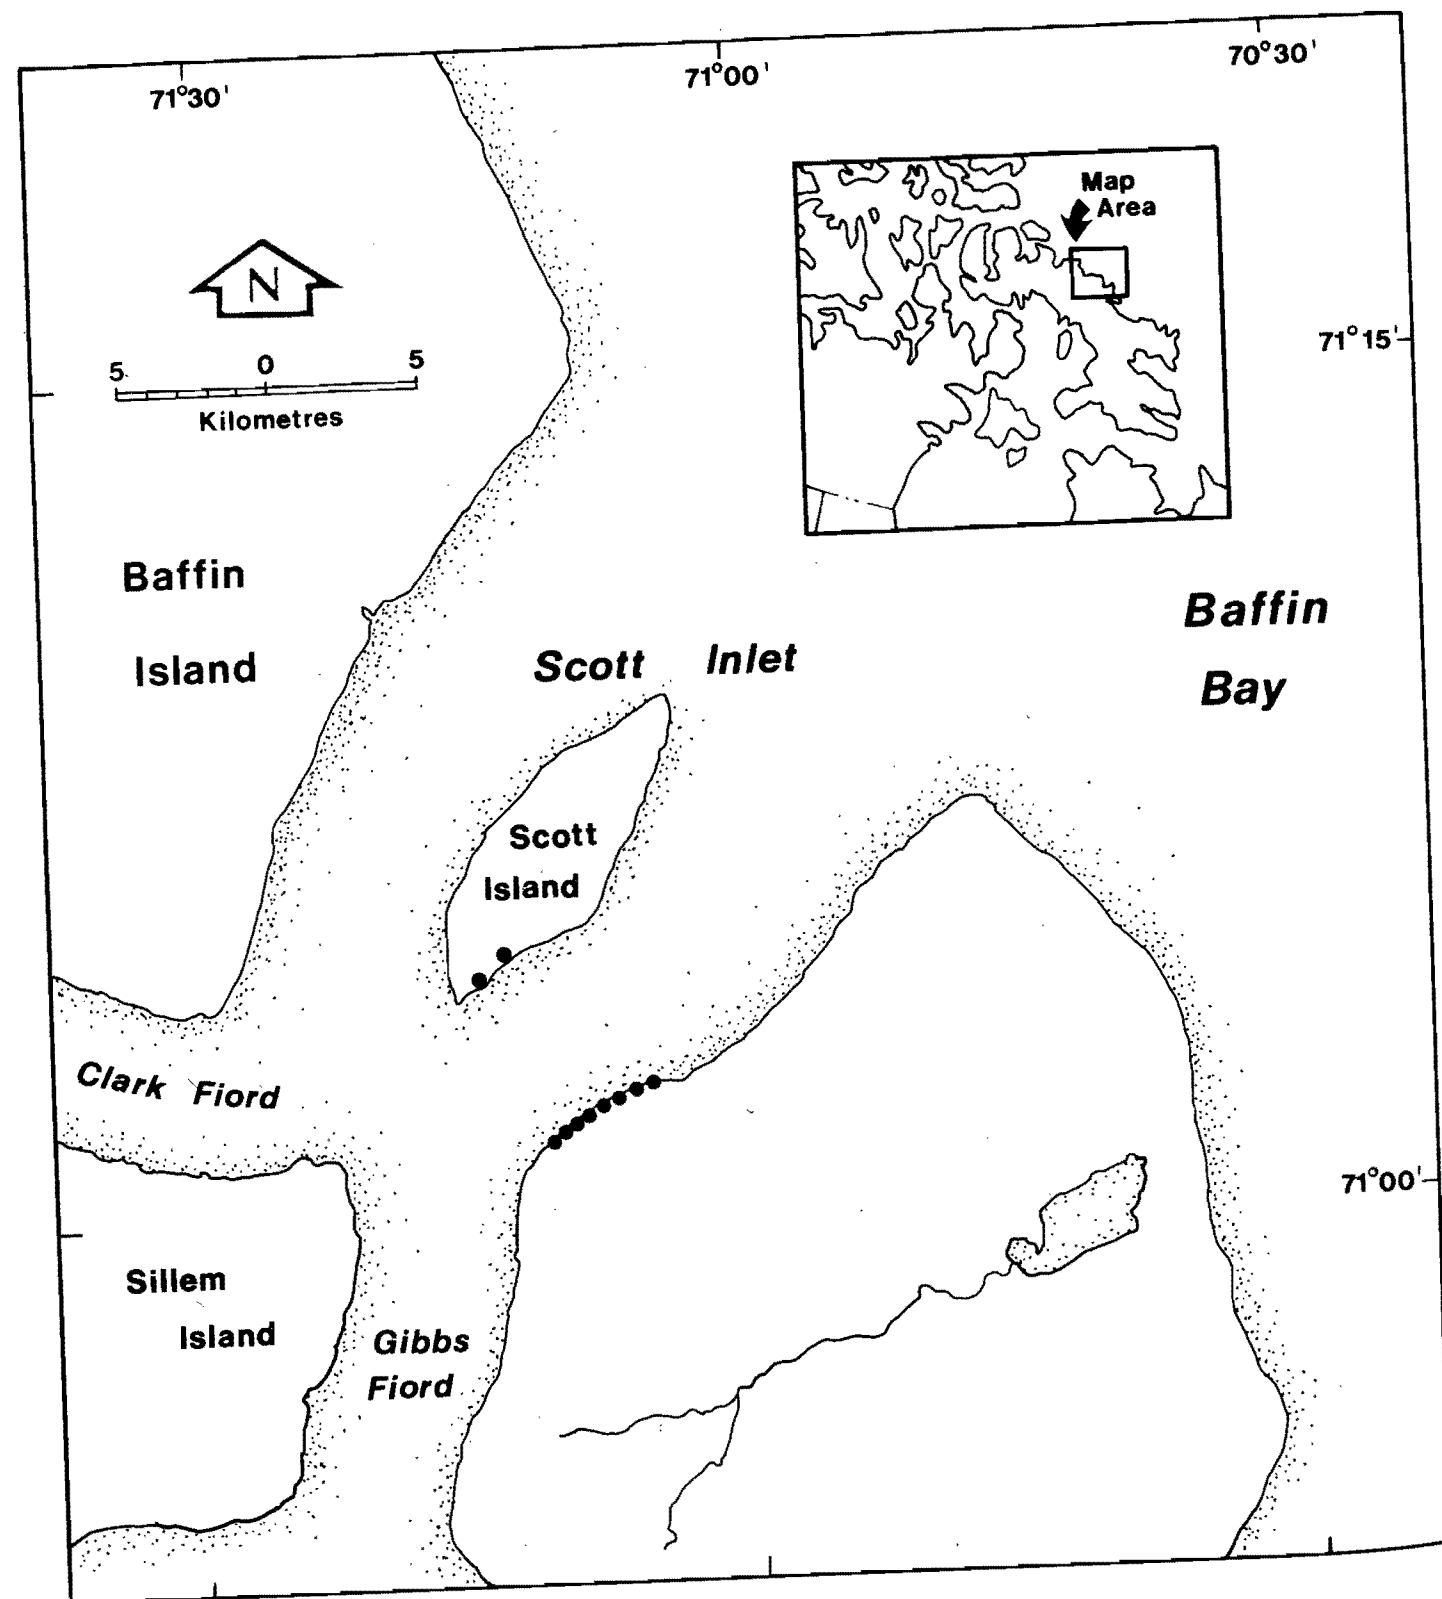 71°30'
71°00'
70°30'
Map
Area
N
5 0 5
Kilometres
71°15'
Baffin
Island
Baffin
Bay
Scott Inlet
Scott
Island
Clark Fiord
71°00'
Sillem
Island
Gibbs
Fiord